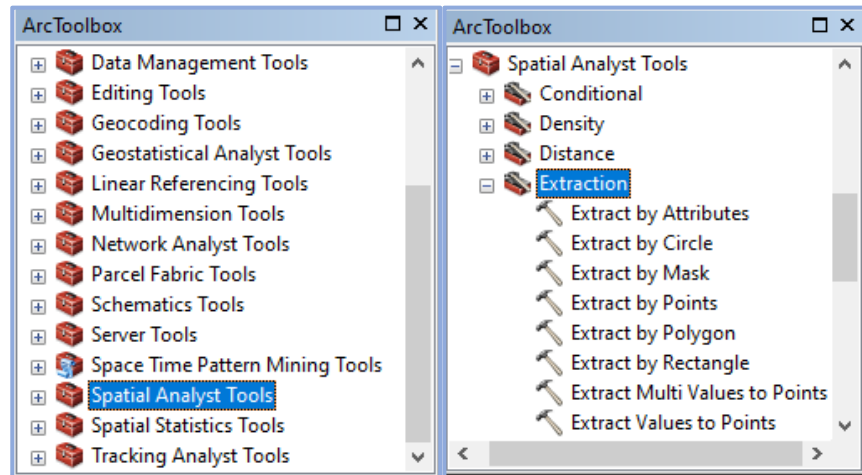 ArcToolbox
Data Management Tools
Editing Tools
Geocoding Tools
Geostatistical Analyst Tools
Linear Referencing Tools
Multidimension Tools
Network Analyst Tools
Parcel Fabric Tools
Schematics Tools
Server Tools
Space Time Pattern Mining Tools
Spatial Analyst Tools
Spatial Statistics Tools
Tracking Analyst Tools
ArcToolbox
Spatial Analyst Tools
Conditional
Density
Distance
Extraction
Extract by Attributes
Extract by Circle
Extract by Mask
Extract by Points
Extract by Polygon
Extract by Rectangle
Extract Multi Values to Points
Extract Values to Points